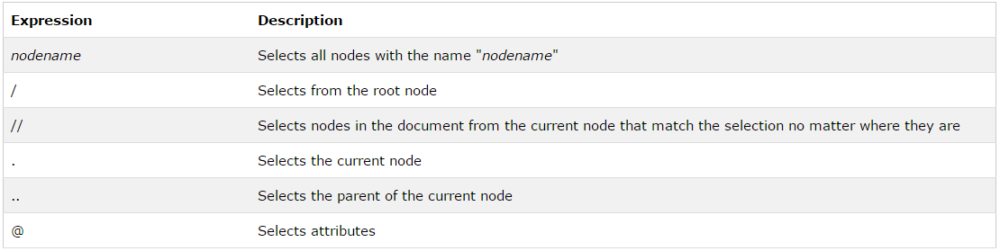 Expression Description
nodename Selects all nodes with the name "nodename"
/ Selects from the root node
// Selects nodes in the document from the current node that match the selection no matter where they are
. Selects the current node
.. Selects the parent of the current node
@ Selects attributes